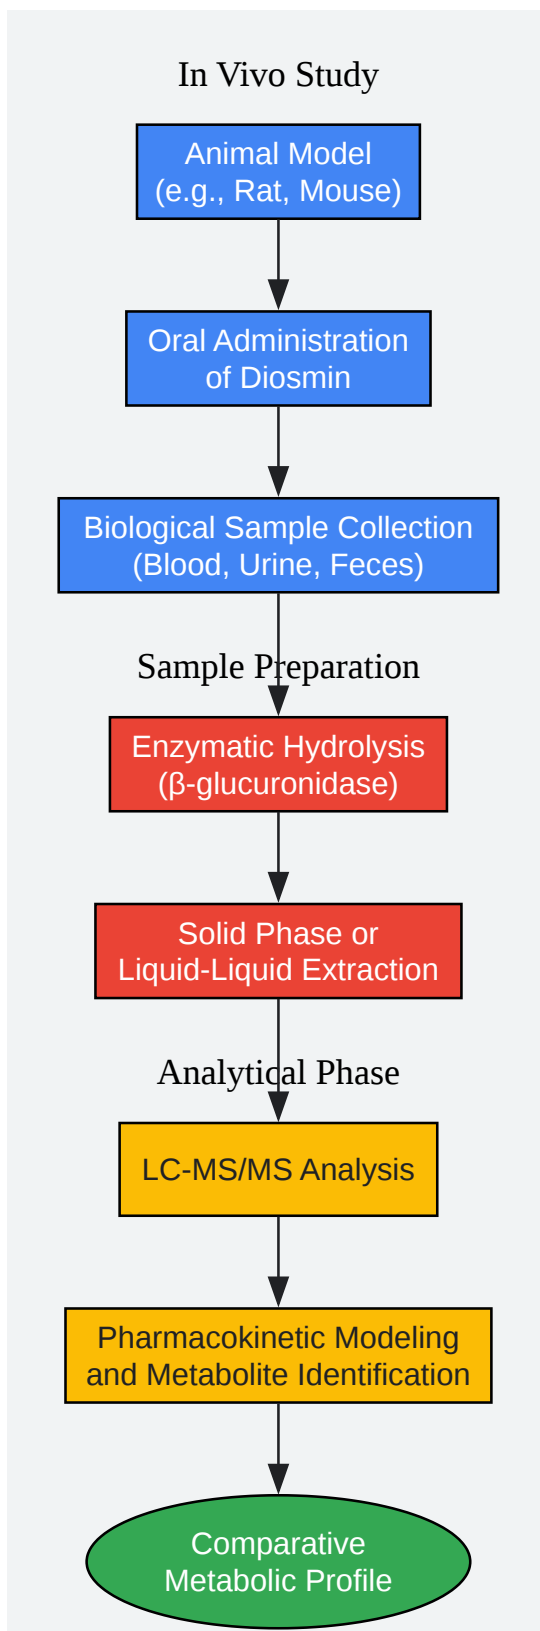 In Vivo Study
Animal Model
(e.g., Rat, Mouse)
Oral Administration
of Diosmin
Biological Sample Collection
(Blood, Urine, Feces)
Sample Preparation
Enzymatic Hydrolysis
(β-glucuronidase)
Solid Phase or
Liquid-Liquid Extraction
Analytical Phase
LC-MS/MS Analysis
Pharmacokinetic Modeling
and Metabolite Identification
Comparative
Metabolic Profile